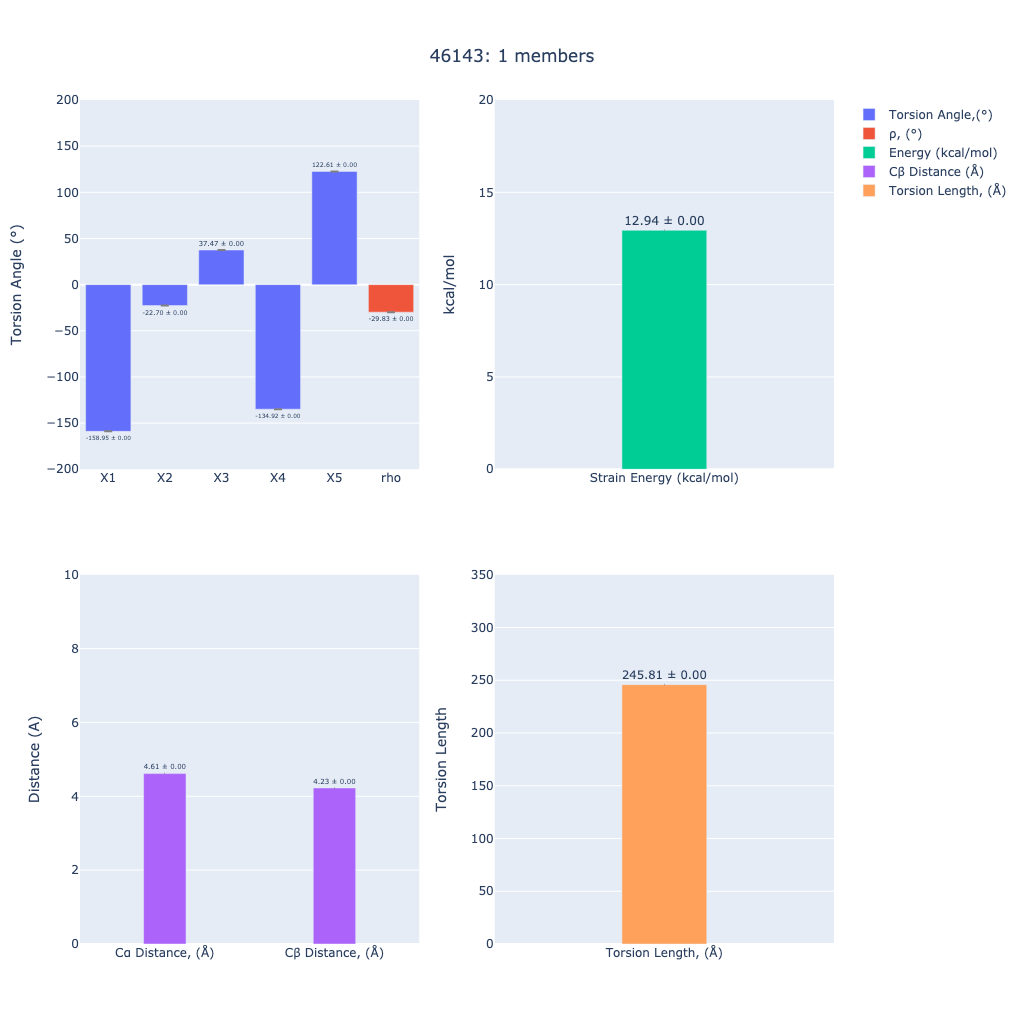 46143: 1 members
Torsion Angle (°)
200
150
100
50
0
−50
−100
−150
−200
-158.95 ± 0.00
-22.70 ± 0.00
37.47 ± 0.00
-134.92 ± 0.00
122.61 ± 0.00
-29.83 ± 0.00
X1 X2 X3 X4 X5 rho
kcal/mol
20
15
10
5
0
12.94 ± 0.00
Strain Energy (kcal/mol)
Torsion Angle,(°)
ρ, (°)
Energy (kcal/mol)
Cβ Distance (Å)
Torsion Length, (Å)
Distance (A)
10
8
6
4
2
0
4.61 ± 0.00
4.23 ± 0.00
Cα Distance, (Å) Cβ Distance, (Å)
Torsion Length
350
300
250
200
150
100
50
0
245.81 ± 0.00
Torsion Length, (Å)